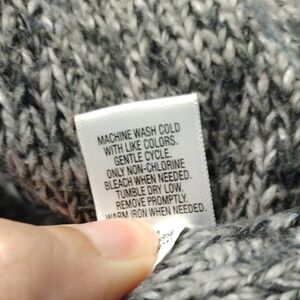 MACHINE WASH COLD
WITH LIKE COLORS.
GENTLE CYCLE.
ONLY NON-CHLORINE
BLEACH WHEN NEEDED.
TUMBLE DRY LOW.
REMOVE PROMPTLY.
WARM IRON WHEN NEEDED.